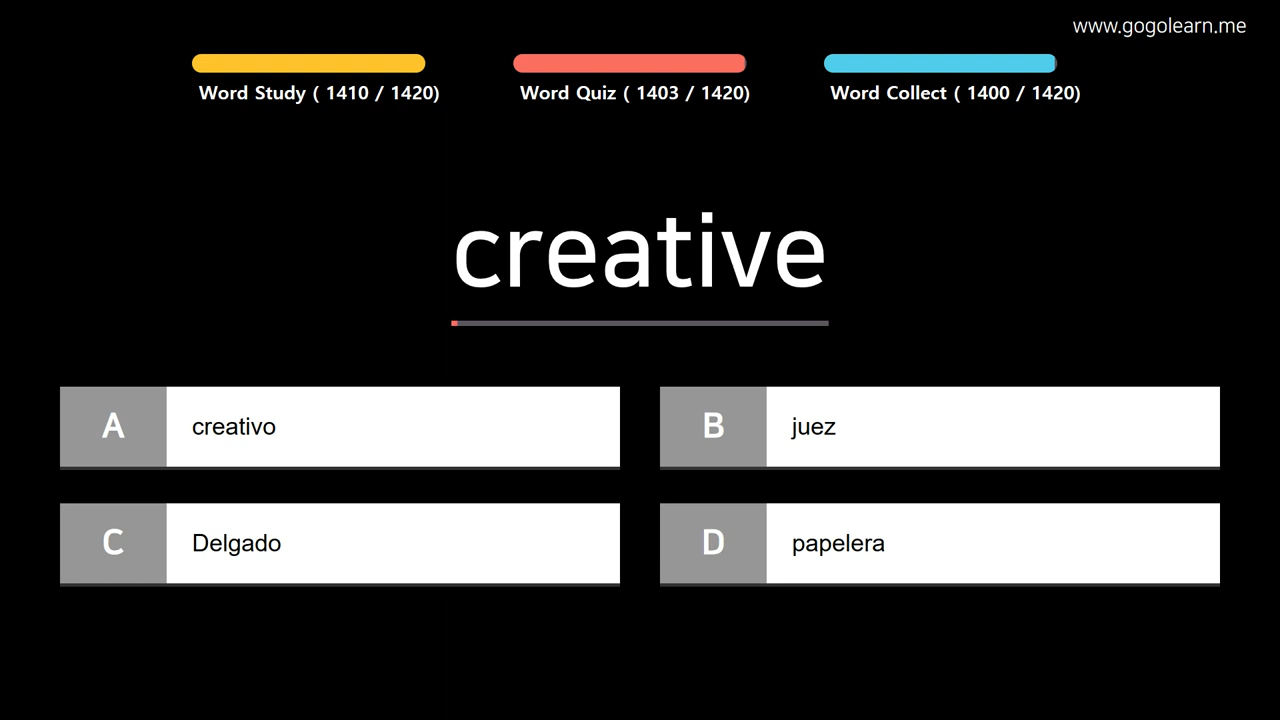 www.gogolearn.me
Word Study ( 1410 / 1420)
Word Quiz ( 1403 / 1420)
Word Collect ( 1400 / 1420)
creative
A creativo
B juez
C Delgado
D papelera